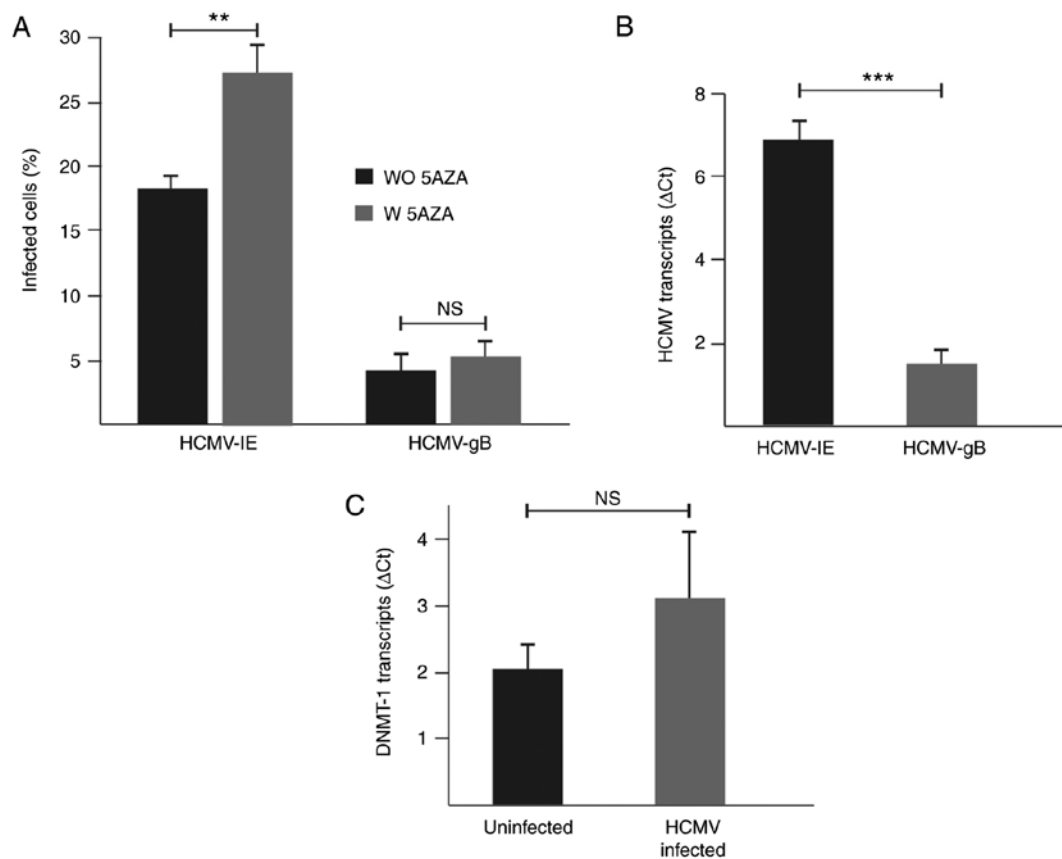 A
**
30
25
20
15
10
5
Infected cells (%)
WO 5AZA
W 5AZA
NS
HCMV-IE
HCMV-gB
B
***
8
6
4
2
HCMV transcripts (ΔCt)
HCMV-IE
HCMV-gB
C
NS
4
3
2
1
DNMT-1 transcripts (ΔCt)
Uninfected
HCMV
infected